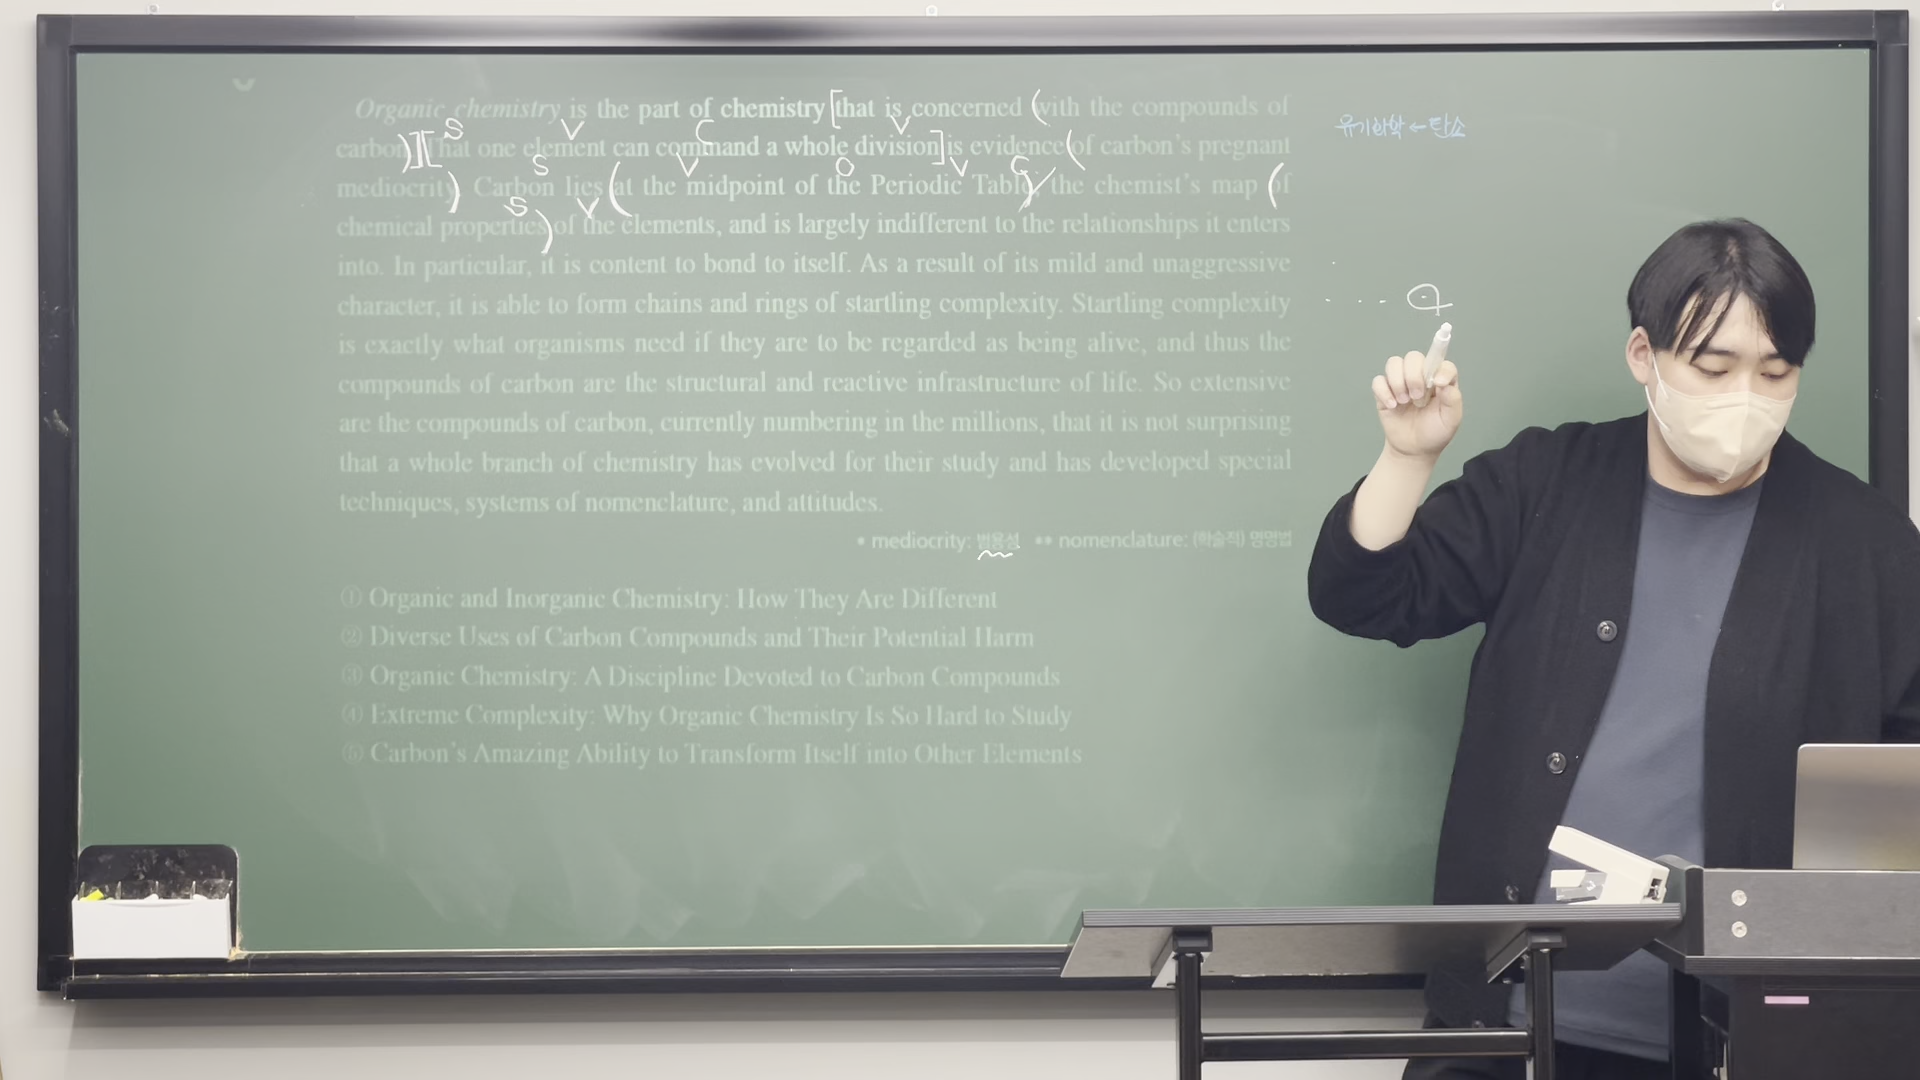 Organic chemistry is the part of chemistry [that is concerned (with the compounds of
carbon)][That one element can command a whole division] is evidence (of carbon's pregnant
mediocrity). Carbon lies (at the midpoint of the Periodic Table), the chemist's map (of
chemical properties) of the elements, and is largely indifferent to the relationships it enters
into. In particular, it is content to bond to itself. As a result of its mild and unaggressive
character, it is able to form chains and rings of startling complexity. Startling complexity
is exactly what organisms need if they are to be regarded as being alive, and thus the
compounds of carbon are the structural and reactive infrastructure of life. So extensive
are the compounds of carbon, currently numbering in the millions, that it is not surprising
that a whole branch of chemistry has evolved for their study and has developed special
techniques, systems of nomenclature, and attitudes.
* mediocrity: 범용성 ** nomenclature: (학술적) 명명법
① Organic and Inorganic Chemistry: How They Are Different
② Diverse Uses of Carbon Compounds and Their Potential Harm
③ Organic Chemistry: A Discipline Devoted to Carbon Compounds
④ Extreme Complexity: Why Organic Chemistry Is So Hard to Study
⑤ Carbon's Amazing Ability to Transform Itself into Other Elements
S V C V
S V O V C
S V
유기화학 ← 탄소